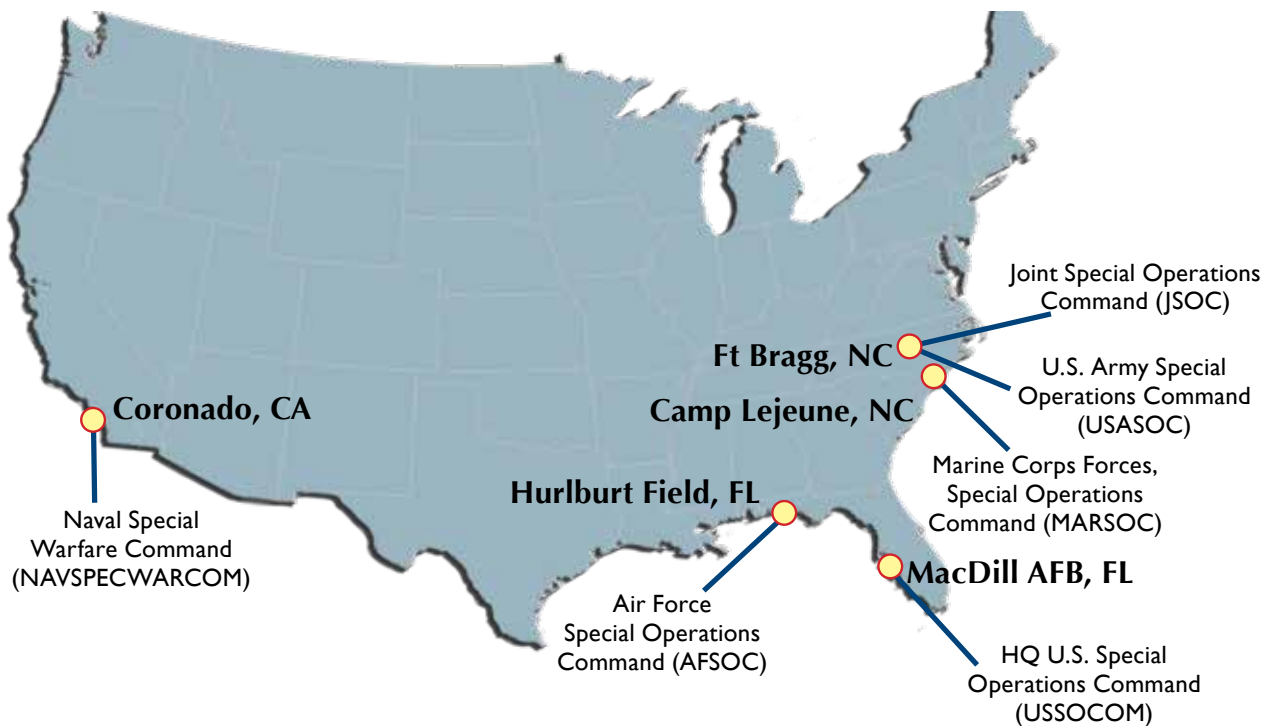 Joint Special Operations
Command (JSOC)
Ft Bragg, NC
U.S. Army Special
Operations Command
(USASOC)
Coronado, CA
Camp Lejeune, NC
Marine Corps Forces,
Special Operations
Command (MARSOC)
Hurlburt Field, FL
Naval Special
Warfare Command
(NAVSPECWARCOM)
MacDill AFB, FL
Air Force
Special Operations
Command (AFSOC)
HQ U.S. Special
Operations Command
(USSOCOM)